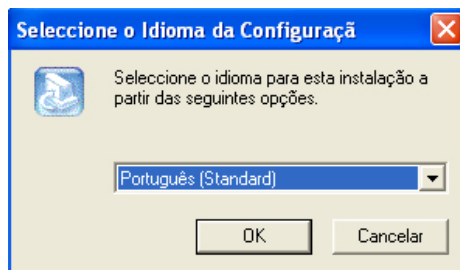 Seleccione o Idioma da Configuraçã
Seleccione o idioma para esta instalação a
partir das seguintes opções.
Português (Standard)
OK
Cancelar